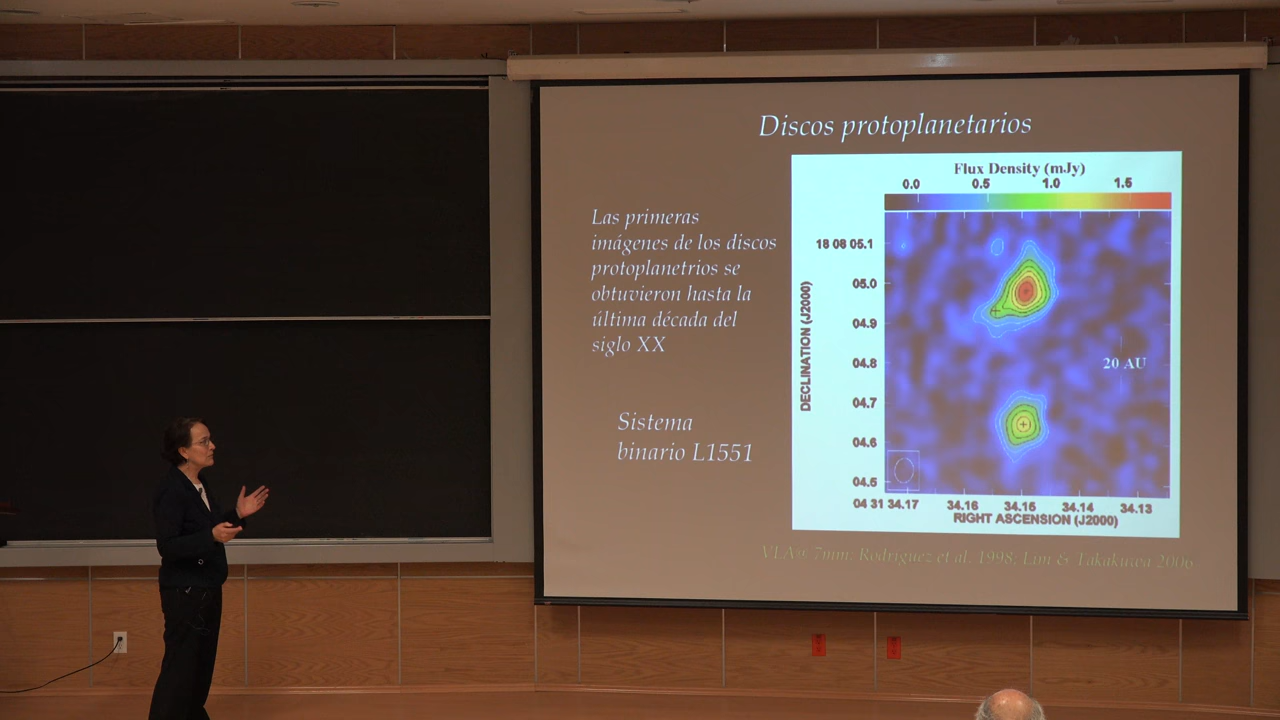 Discos protoplanetarios
Las primeras
imágenes de los discos
protoplanetrios se
obtuvieron hasta la
última década del
siglo XX
Sistema
binario L1551
Flux Density (mJy)
0.0 0.5 1.0 1.5
18 08 05.1
05.0
04.9
04.8
04.7
04.6
04.5
DECLINATION (J2000)
20 AU
04 31 34.17 34.16 34.15 34.14 34.13
RIGHT ASCENSION (J2000)
VLA@ 7mm: Rodríguez et al. 1998; Lim & Takakuwa 2006